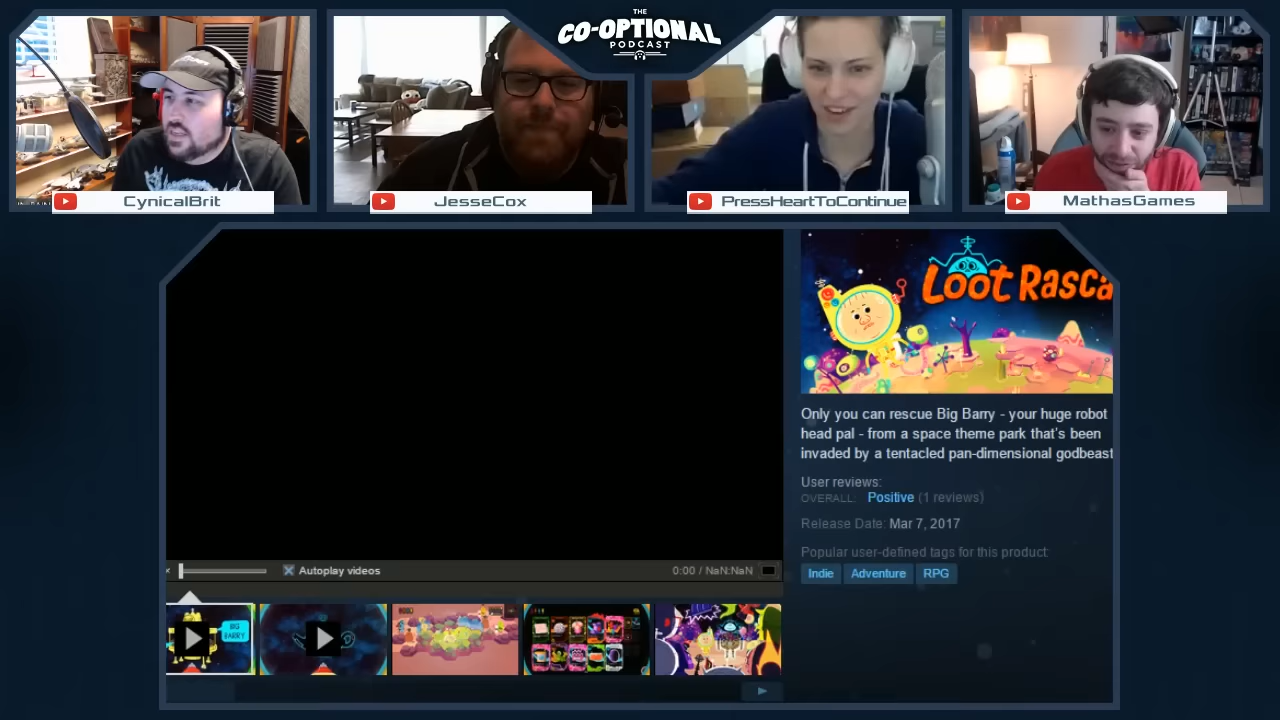 THE
CO-OPTIONAL
PODCAST
CynicalBrit
JesseCox
PressHeartToContinue
MathasGames
Loot Rasca
Only you can rescue Big Barry - your huge robot
head pal - from a space theme park that's been
invaded by a tentacled pan-dimensional godbeast
User reviews:
OVERALL: Positive (1 reviews)
Release Date: Mar 7, 2017
Popular user-defined tags for this product:
Indie Adventure RPG
Autoplay videos 0:00 / NaN:NaN
BIG
BARRY